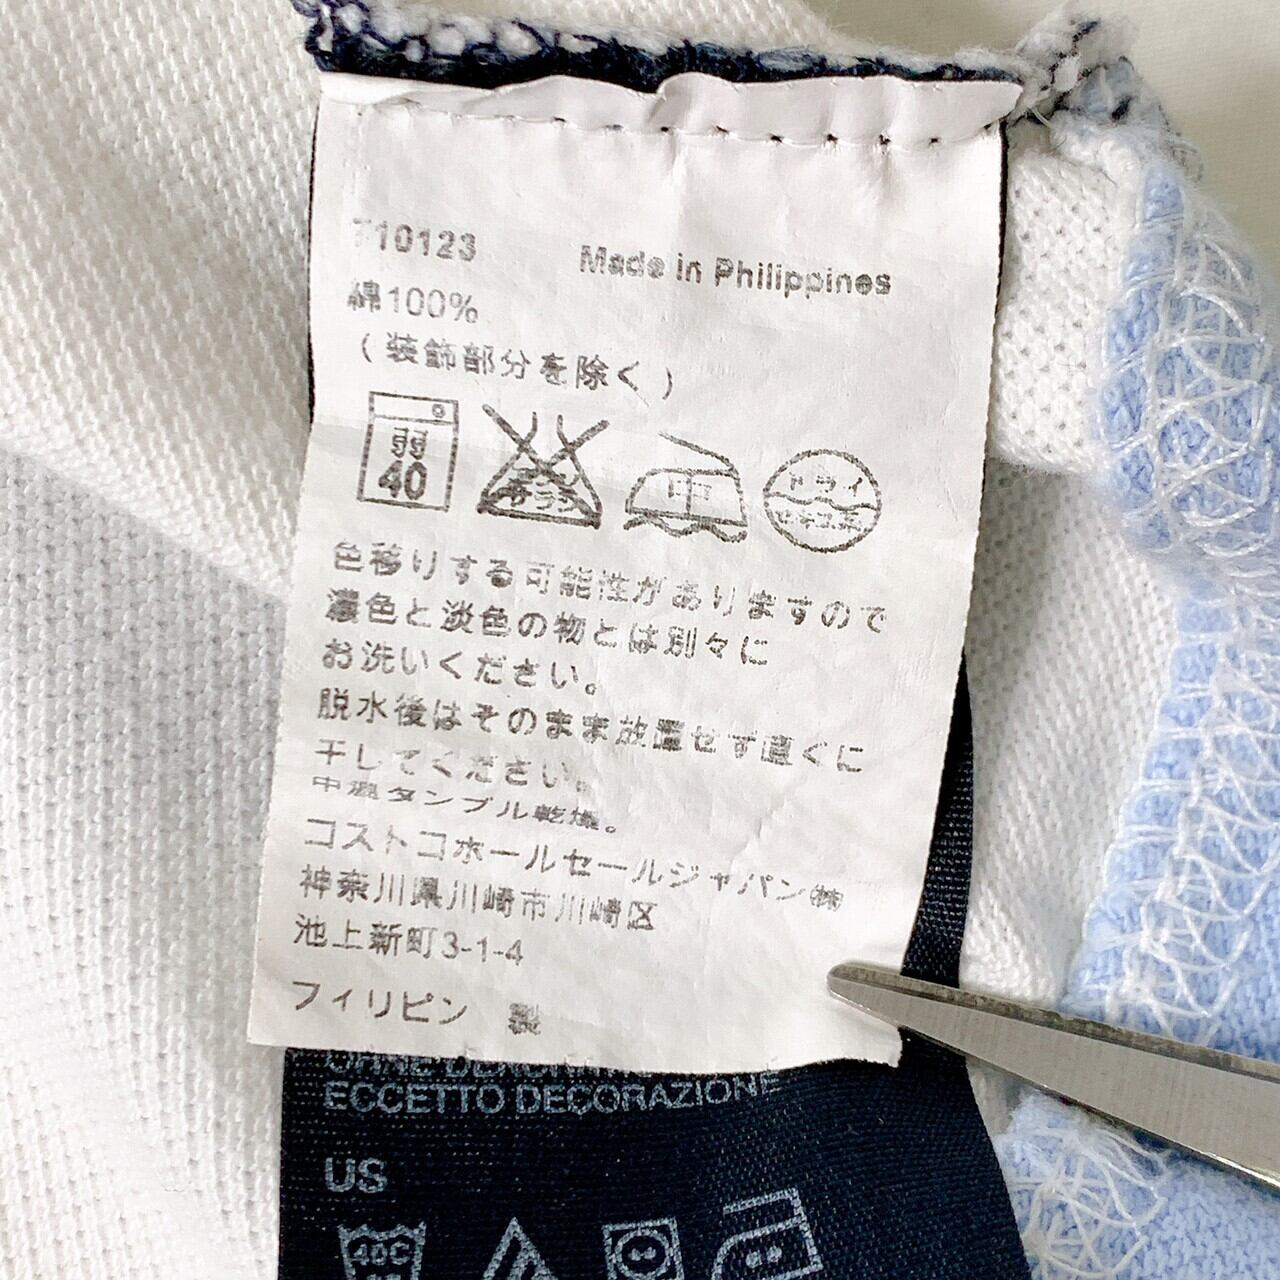 710123 Made in Philippines
綿100%
(装飾部分を除く)
弱
40
中
ドライ
色移りする可能性がありますので
濃色と淡色の物とは別々に
お洗いください。
脱水後はそのまま放置せず直ぐに
干してください。
中温タンブル乾燥。
コストコホールセールジャパン㈱
神奈川県川崎市川崎区
池上新町3-1-4
フィリピン 製
ECCETTO DECORAZIONE
US
40C